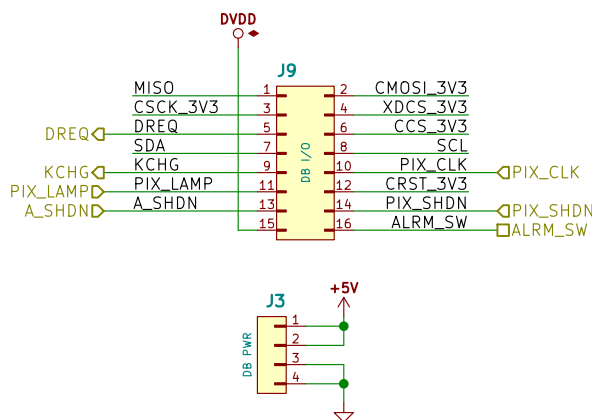 DVDD
J9
MISO 1 2 CMOSI_3V3
CSCK_3V3 3 4 XDCS_3V3
DREQ DREQ 5 6 CCS_3V3
SDA 7 8 SCL
KCHG KCHG 9 10 PIX_CLK PIX_CLK
PIX_LAMP PIX_LAMP 11 12 CRST_3V3
A_SHDN A_SHDN 13 14 PIX_SHDN PIX_SHDN
15 16 ALRM_SW ALRM_SW
DB I/O
+5V
J3
1
2
3
4
DB PWR